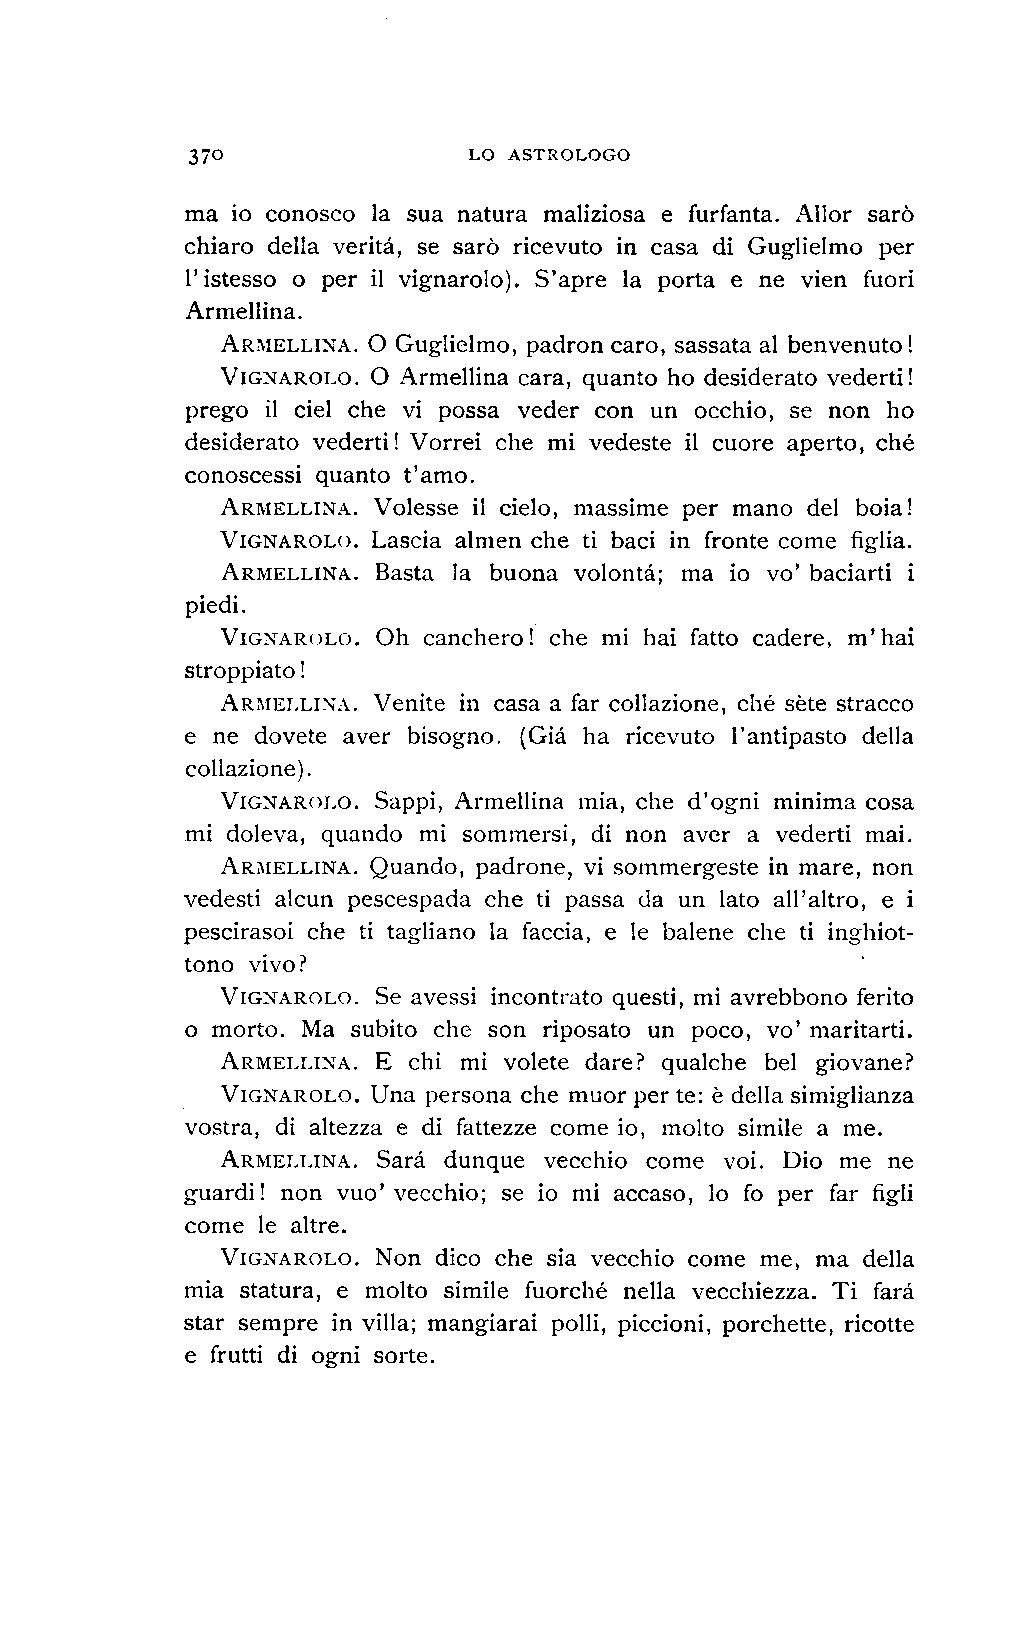 370 LO ASTROLOGO
ma io conosco la sua natura maliziosa e furfanta. Allor sarò
chiaro della veritá, se sarò ricevuto in casa di Guglielmo per
l'istesso o per il vignarolo). S'apre la porta e ne vien fuori
Armellina.
ARMELLINA. O Guglielmo, padron caro, sassata al benvenuto!
VIGNAROLO. O Armellina cara, quanto ho desiderato vederti!
prego il ciel che vi possa veder con un occhio, se non ho
desiderato vederti! Vorrei che mi vedeste il cuore aperto, ché
conoscessi quanto t'amo.
ARMELLINA. Volesse il cielo, massime per mano del boia!
VIGNAROLO. Lascia almen che ti baci in fronte come figlia.
ARMELLINA. Basta la buona volontá; ma io vo' baciarti i
piedi.
VIGNAROLO. Oh canchero! che mi hai fatto cadere, m'hai
stroppiato!
ARMELLINA. Venite in casa a far collazione, ché sète stracco
e ne dovete aver bisogno. (Giá ha ricevuto l'antipasto della
collazione).
VIGNAROLO. Sappi, Armellina mia, che d'ogni minima cosa
mi doleva, quando mi sommersi, di non aver a vederti mai.
ARMELLINA. Quando, padrone, vi sommergeste in mare, non
vedesti alcun pescespada che ti passa da un lato all'altro, e i
pescirasoi che ti tagliano la faccia, e le balene che ti inghiot-
tono vivo?
VIGNAROLO. Se avessi incontrato questi, mi avrebbono ferito
o morto. Ma subito che son riposato un poco, vo' maritarti.
ARMELLINA. E chi mi volete dare? qualche bel giovane?
VIGNAROLO. Una persona che muor per te: è della simiglianza
vostra, di altezza e di fattezze come io, molto simile a me.
ARMELLINA. Sará dunque vecchio come voi. Dio me ne
guardi! non vuo' vecchio; se io mi accaso, lo fo per far figli
come le altre.
VIGNAROLO. Non dico che sia vecchio come me, ma della
mia statura, e molto simile fuorché nella vecchiezza. Ti fará
star sempre in villa; mangiarai polli, piccioni, porchette, ricotte
e frutti di ogni sorte.